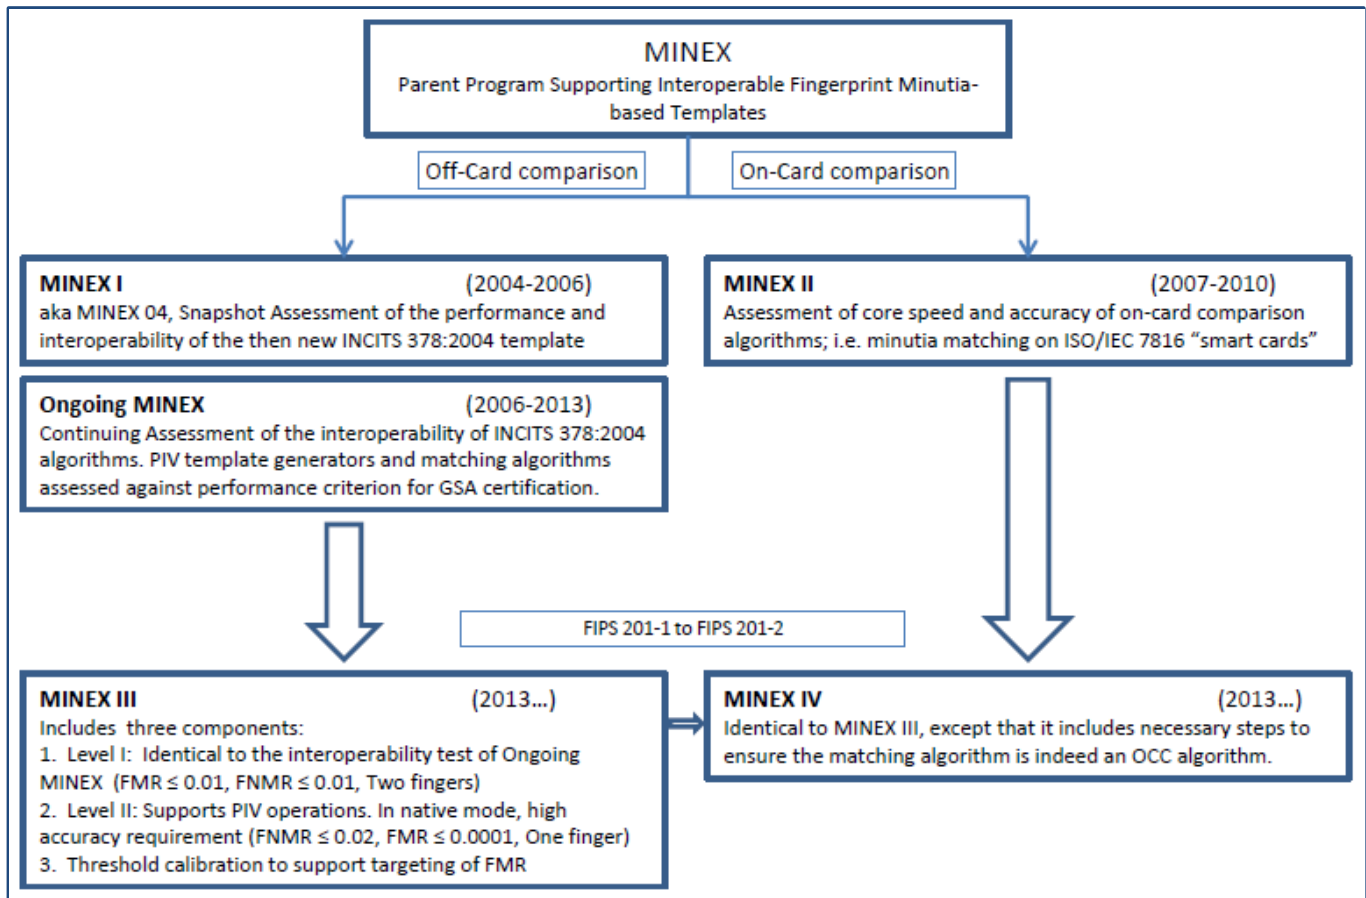 MINEX
Parent Program Supporting Interoperable Fingerprint Minutia-
based Templates
Off-Card comparison
On-Card comparison
MINEX I (2004-2006)
aka MINEX 04, Snapshot Assessment of the performance and
interoperability of the then new INCITS 378:2004 template
MINEX II (2007-2010)
Assessment of core speed and accuracy of on-card comparison
algorithms; i.e. minutia matching on ISO/IEC 7816 “smart cards”
Ongoing MINEX (2006-2013)
Continuing Assessment of the interoperability of INCITS 378:2004
algorithms. PIV template generators and matching algorithms
assessed against performance criterion for GSA certification.
FIPS 201-1 to FIPS 201-2
MINEX III (2013...)
Includes three components:
1. Level I: Identical to the interoperability test of Ongoing
MINEX (FMR ≤ 0.01, FNMR ≤ 0.01, Two fingers)
2. Level II: Supports PIV operations. In native mode, high
accuracy requirement (FNMR ≤ 0.02, FMR ≤ 0.0001, One finger)
3. Threshold calibration to support targeting of FMR
MINEX IV (2013...)
Identical to MINEX III, except that it includes necessary steps to
ensure the matching algorithm is indeed an OCC algorithm.